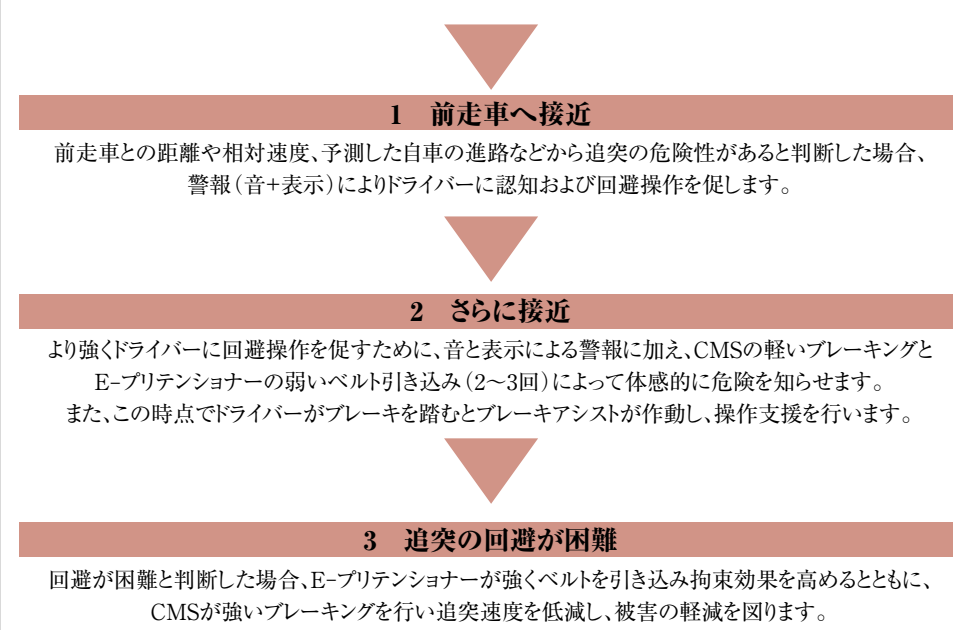 1 前走車へ接近
前走車との距離や相対速度、予測した自車の進路などから追突の危険性があると判断した場合、
警報（音+表示）によりドライバーに認知および回避操作を促します。
2 さらに接近
より強くドライバーに回避操作を促すために、音と表示による警報に加え、CMSの軽いブレーキングと
E-プリテンショナーの弱いベルト引き込み（2〜3回）によって体感的に危険を知らせます。
また、この時点でドライバーがブレーキを踏むとブレーキアシストが作動し、操作支援を行います。
3 追突の回避が困難
回避が困難と判断した場合、E-プリテンショナーが強くベルトを引き込み拘束効果を高めるとともに、
CMSが強いブレーキングを行い追突速度を低減し、被害の軽減を図ります。